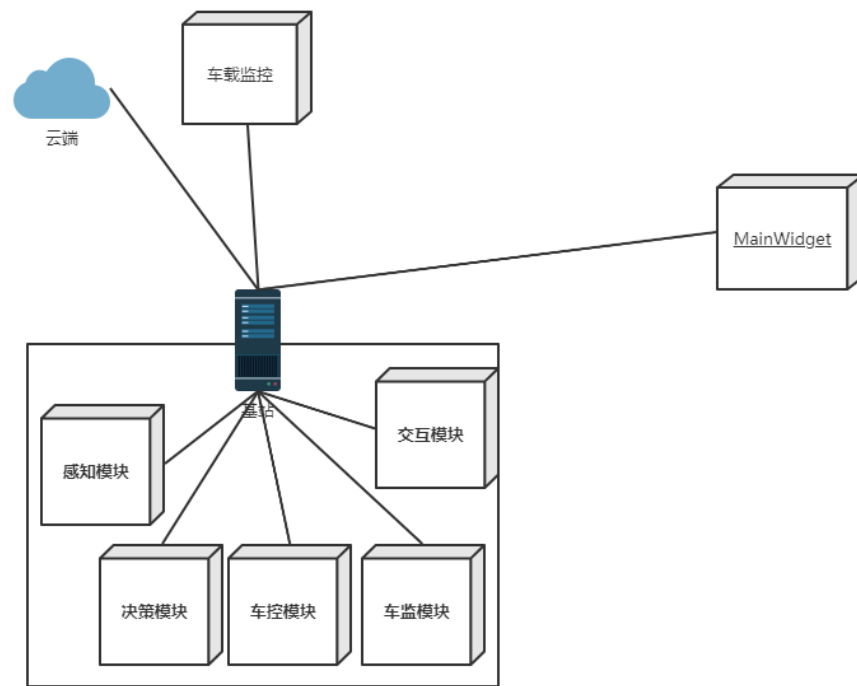 车载监控
云端
MainWidget
基站
交互模块
感知模块
决策模块
车控模块
车监模块